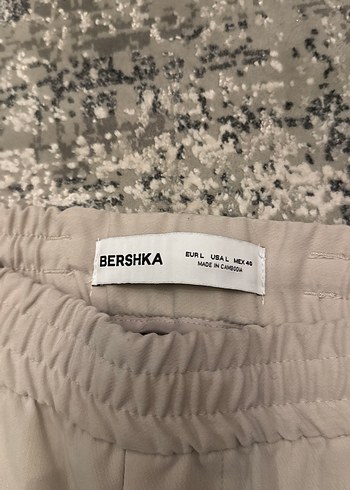 BERSHKA
EUR L USA L MEX 40
MADE IN CAMBODIA